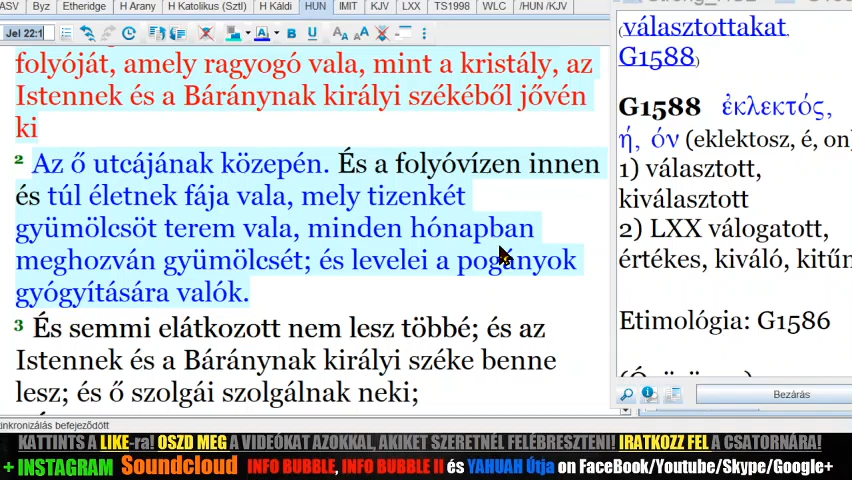 ASV Byz Etheridge H Arany H Katolikus (Sztl) H Káldi HUN IMIT KJV LXX TS1998 WLC /HUN /KJV
Jel 22:1
folyóját, amely ragyogó vala, mint a kristály, az
Istennek és a Báránynak királyi székéből jővén
ki
2 Az ő utcájának közepén. És a folyóvízen innen
és túl életnek fája vala, mely tizenkét
gyümölcsöt terem vala, minden hónapban
meghozván gyümölcsét; és levelei a pogányok
gyógyítására valók.
3 És semmi elátkozott nem lesz többé; és az
Istennek és a Báránynak királyi széke benne
lesz; és ő szolgái szolgálnak neki;
zinkronizálás befejeződött
(választottakat
G1588)
G1588 ἐκλεκτός,
ή, όν (eklektosz, é, on)
1) választott,
kiválasztott
2) LXX válogatott,
értékes, kiváló, kitűn
Etimológia: G1586
Bezárás
KATTINTS A LIKE-ra! OSZD MEG A VIDEÓKAT AZOKKAL, AKIKET SZERETNÉL FELÉBRESZTENI! IRATKOZZ FEL A CSATORNÁRA!
+ INSTAGRAM Soundcloud INFO BUBBLE, INFO BUBBLE II és YAHUAH Útja on FaceBook/Youtube/Skype/Google+